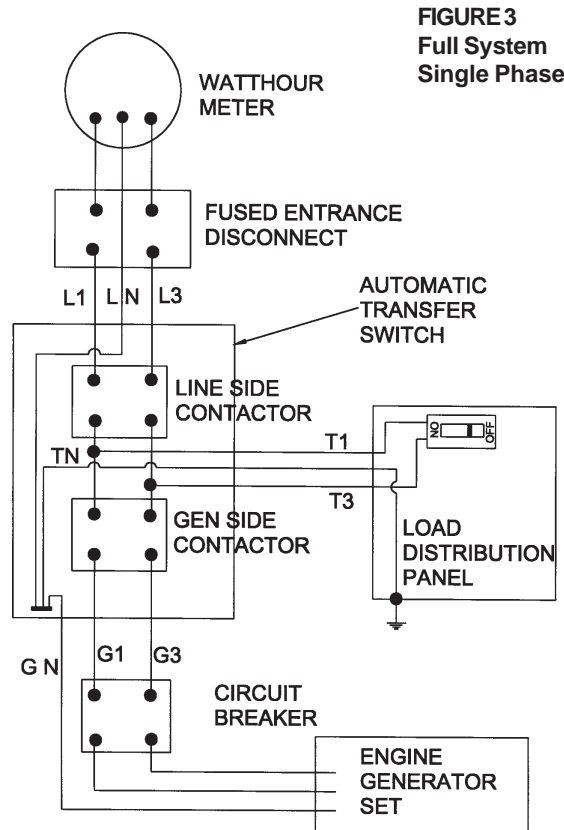 FIGURE 3
Full System
Single Phase
WATTHOUR
METER
FUSED ENTRANCE
DISCONNECT
L1 L N L3
AUTOMATIC
TRANSFER
SWITCH
LINE SIDE
CONTACTOR
ON OFF
TN
T1
T3
GEN SIDE
CONTACTOR
LOAD
DISTRIBUTION
PANEL
G N
G1 G3
CIRCUIT
BREAKER
ENGINE
GENERATOR
SET